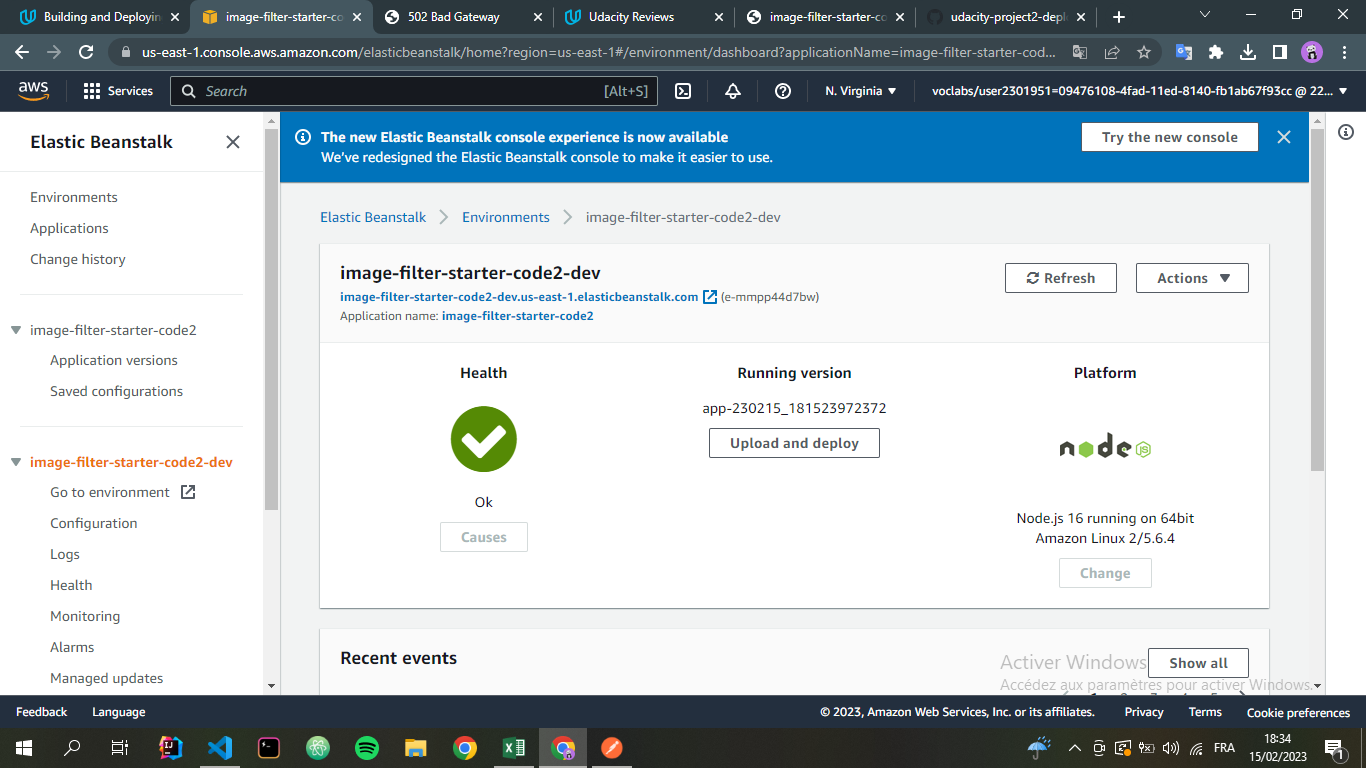 Building and Deployin
image-filter-starter-co
502 Bad Gateway
Udacity Reviews
image-filter-starter-co
udacity-project2-depl
us-east-1.console.aws.amazon.com/elasticbeanstalk/home?region=us-east-1#/environment/dashboard?applicationName=image-filter-starter-cod...
aws
Services
Search
[Alt+S]
N. Virginia
voclabs/user2301951=09476108-4fad-11ed-8140-fb1ab67f93cc @ 22...
Elastic Beanstalk
Environments
Applications
Change history
image-filter-starter-code2
Application versions
Saved configurations
image-filter-starter-code2-dev
Go to environment
Configuration
Logs
Health
Monitoring
Alarms
Managed updates
The new Elastic Beanstalk console experience is now available
We've redesigned the Elastic Beanstalk console to make it easier to use.
Try the new console
Elastic Beanstalk
Environments
image-filter-starter-code2-dev
image-filter-starter-code2-dev
image-filter-starter-code2-dev.us-east-1.elasticbeanstalk.com (e-mmpp44d7bw)
Application name: image-filter-starter-code2
Refresh
Actions
Health
Ok
Causes
Running version
app-230215_181523972372
Upload and deploy
Platform
node JS
Node.js 16 running on 64bit
Amazon Linux 2/5.6.4
Change
Recent events
Show all
Activer Windows
Accédez aux paramètres pour activer Windows.
Feedback
Language
© 2023, Amazon Web Services, Inc. or its affiliates.
Privacy
Terms
Cookie preferences
FRA
18:34
15/02/2023
1